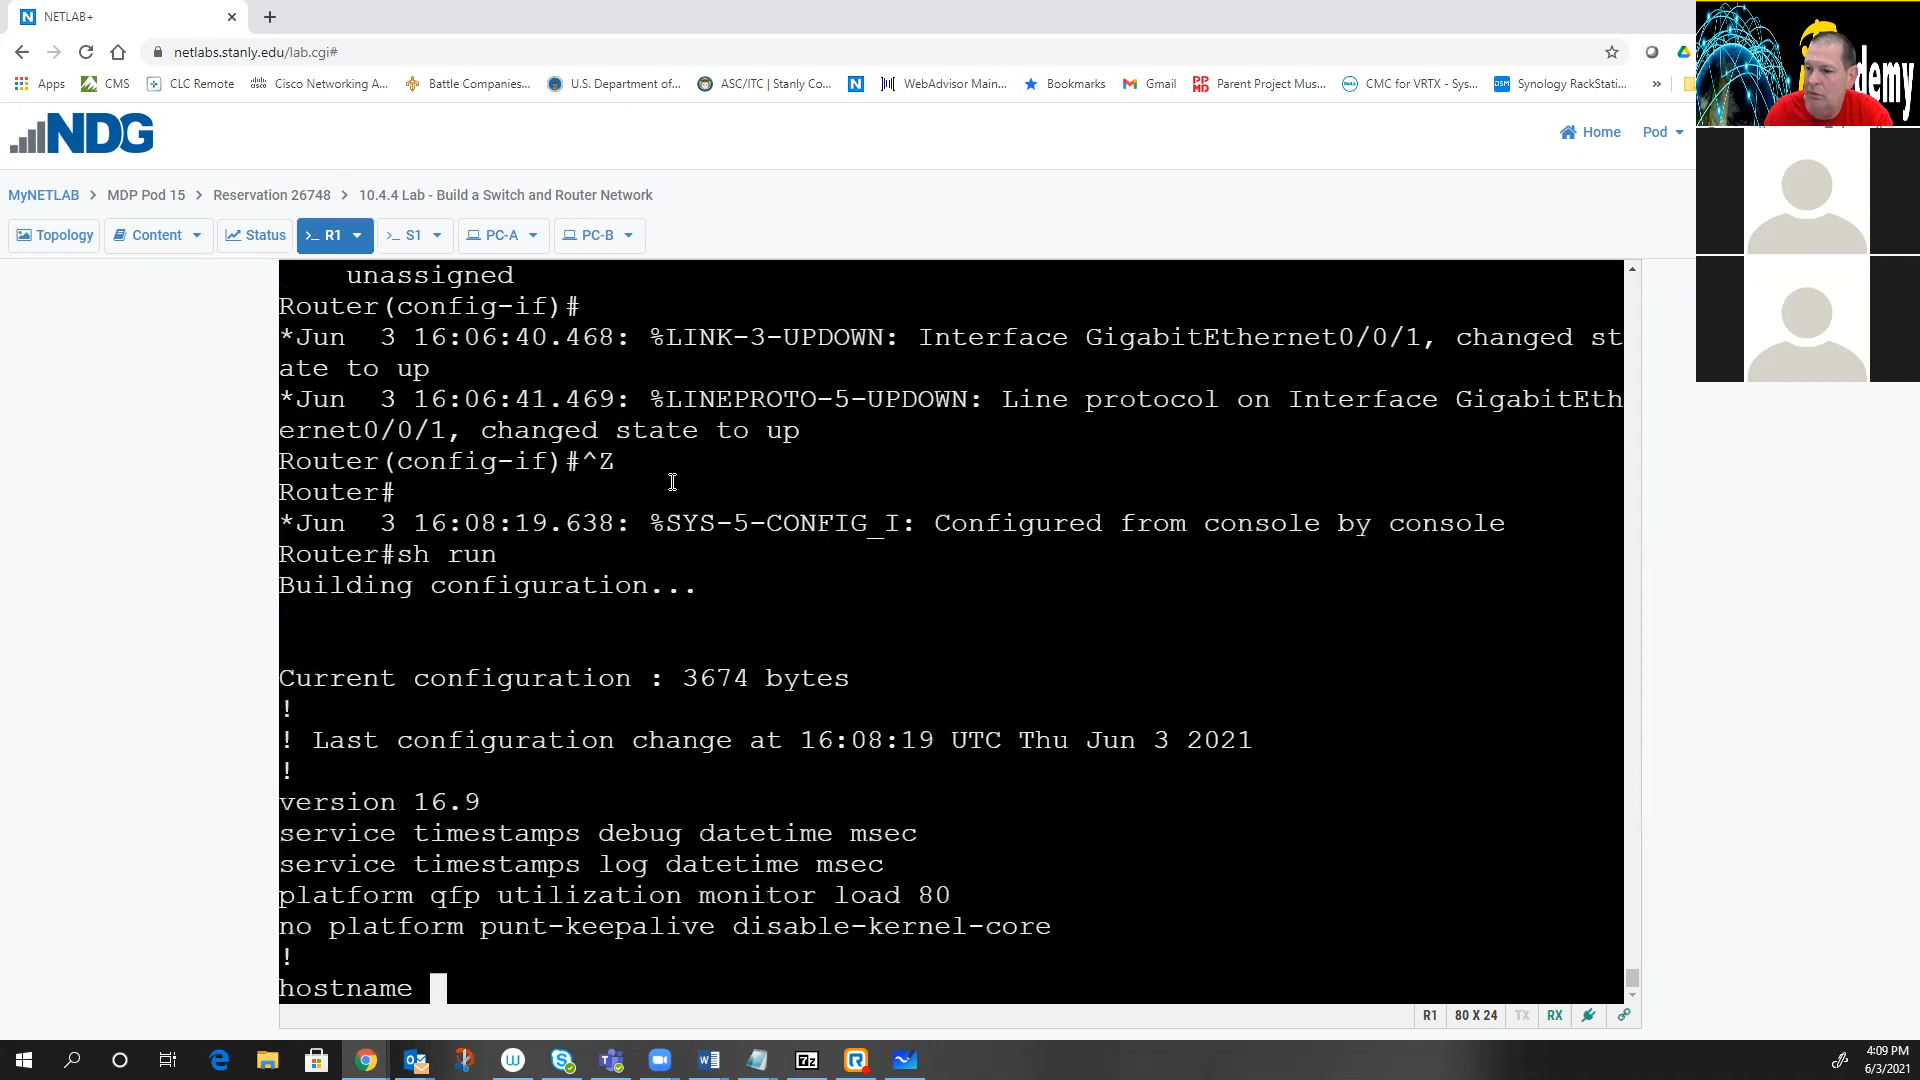 NETLAB+
netlabs.stanly.edu/lab.cgi#
Apps CMS CLC Remote Cisco Networking A... Battle Companies... U.S. Department of... ASC/ITC | Stanly Co... WebAdvisor Main... Bookmarks Gmail Parent Project Mus... CMC for VRTX - Sys... Synology RackStati... »
demy
NDG
Home Pod
MyNETLAB > MDP Pod 15 > Reservation 26748 > 10.4.4 Lab - Build a Switch and Router Network
Topology Content Status R1 S1 PC-A PC-B
unassigned
Router(config-if)#
*Jun 3 16:06:40.468: %LINK-3-UPDOWN: Interface GigabitEthernet0/0/1, changed st
ate to up
*Jun 3 16:06:41.469: %LINEPROTO-5-UPDOWN: Line protocol on Interface GigabitEth
ernet0/0/1, changed state to up
Router(config-if)#^Z
Router#
*Jun 3 16:08:19.638: %SYS-5-CONFIG_I: Configured from console by console
Router#sh run
Building configuration...
Current configuration : 3674 bytes
!
! Last configuration change at 16:08:19 UTC Thu Jun 3 2021
!
version 16.9
service timestamps debug datetime msec
service timestamps log datetime msec
platform qfp utilization monitor load 80
no platform punt-keepalive disable-kernel-core
!
hostname
R1 80 X 24 TX RX
4:09 PM
6/3/2021